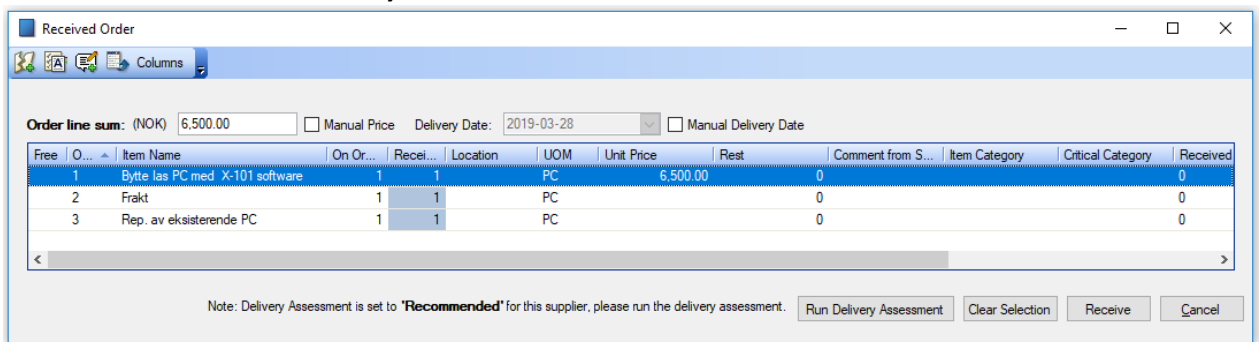 Received Order
Columns
Order line sum: (NOK) 6,500.00 Manual Price Delivery Date: 2019-03-28 Manual Delivery Date
Free O... Item Name On Or... Recei... Location UOM Unit Price Rest Comment from S... Item Category Critical Category Received
1 Bytte las PC med X-101 software 1 1 PC 6,500.00 0 0
2 Frakt 1 1 PC 0 0
3 Rep. av eksisterende PC 1 1 PC 0 0
Note: Delivery Assessment is set to "Recommended" for this supplier, please run the delivery assessment. Run Delivery Assessment Clear Selection Receive Cancel